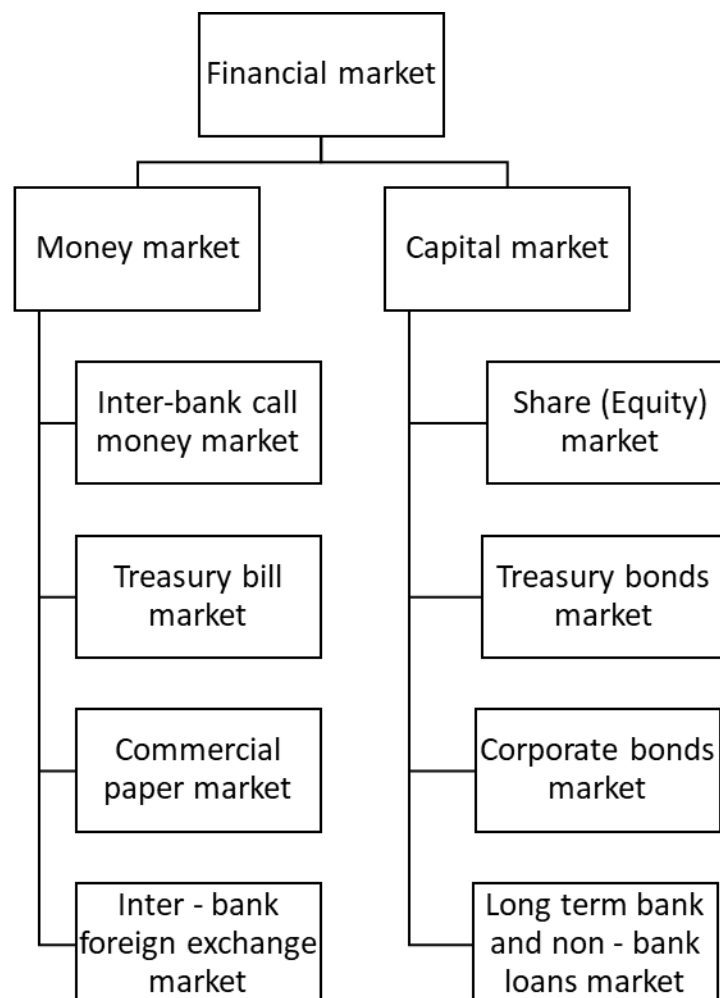 Financial market
Money market
Capital market
Inter-bank call
money market
Share (Equity)
market
Treasury bill
market
Treasury bonds
market
Commercial
paper market
Corporate bonds
market
Inter - bank
foreign exchange
market
Long term bank
and non - bank
loans market